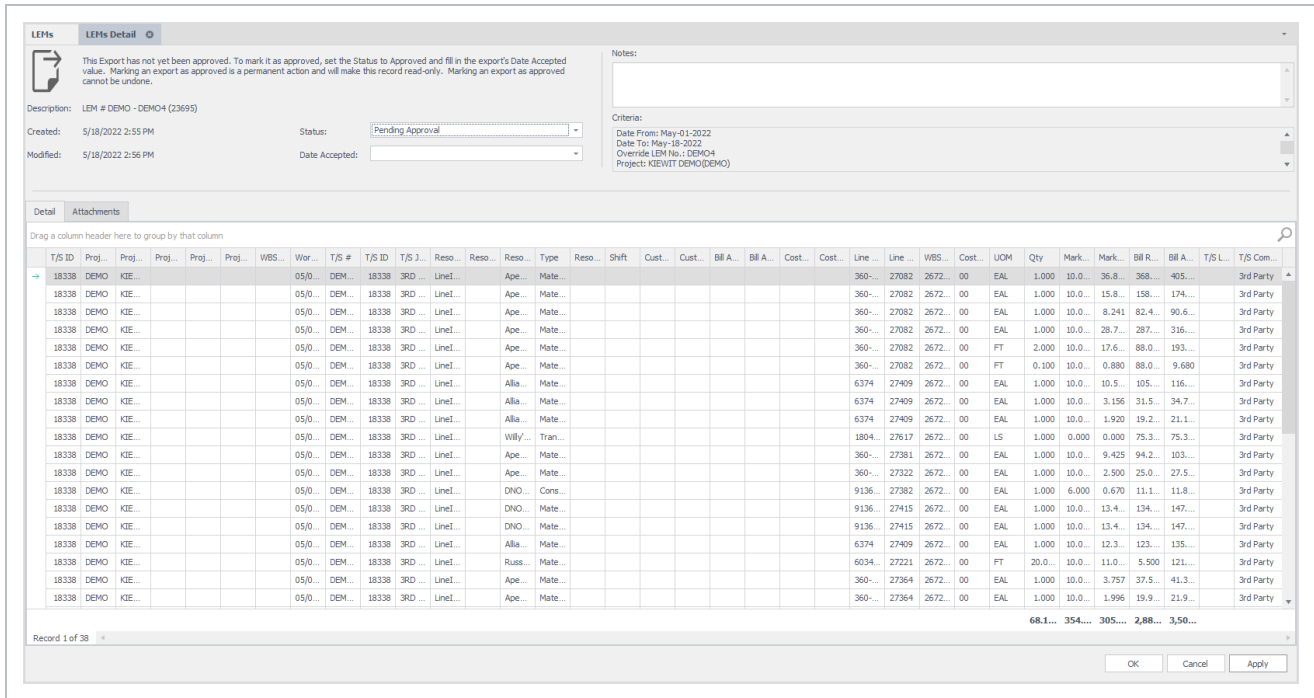 LEMs LEMs Detail
This Export has not yet been approved. To mark it as approved, set the Status to Approved and fill in the export's Date Accepted
value. Marking an export as approved is a permanent action and will make this record read-only. Marking an export as approved
cannot be undone.
Notes:
Description: LEM # DEMO - DEMO4 (23695)
Created: 5/18/2022 2:55 PM Status: Pending Approval
Modified: 5/18/2022 2:56 PM Date Accepted:
Criteria:
Date From: May-01-2022
Date To: May-18-2022
Override LEM No.: DEMO4
Project: KIEWIT DEMO(DEMO)
Detail Attachments
Drag a column header here to group by that column
T/S ID Proj... Proj... Proj... Proj... Proj... WBS... Wor... T/S # T/S ID T/S J... Reso... Reso... Reso... Type Reso... Shift Cust... Cust... Bill A... Bill A... Cost... Cost... Line ... Line ... WBS... Cost... UOM Qty Mark... Mark... Bill R... Bill A... T/S L... T/S Com...
18338 DEMO KIE... 05/0... DEM... 18338 3RD ... LineI... Ape... Mate... 360-... 27082 2672... 00 EAL 1.000 10.0... 36.8... 368.... 405.... 3rd Party
18338 DEMO KIE... 05/0... DEM... 18338 3RD ... LineI... Ape... Mate... 360-... 27082 2672... 00 EAL 1.000 10.0... 15.8... 158.... 174.... 3rd Party
18338 DEMO KIE... 05/0... DEM... 18338 3RD ... LineI... Ape... Mate... 360-... 27082 2672... 00 EAL 1.000 10.0... 8.241 82.4... 90.6... 3rd Party
18338 DEMO KIE... 05/0... DEM... 18338 3RD ... LineI... Ape... Mate... 360-... 27082 2672... 00 EAL 1.000 10.0... 28.7... 287.... 316.... 3rd Party
18338 DEMO KIE... 05/0... DEM... 18338 3RD ... LineI... Ape... Mate... 360-... 27082 2672... 00 FT 2.000 10.0... 17.6... 88.0... 193.... 3rd Party
18338 DEMO KIE... 05/0... DEM... 18338 3RD ... LineI... Ape... Mate... 360-... 27082 2672... 00 FT 0.100 10.0... 0.880 88.0... 9.680 3rd Party
18338 DEMO KIE... 05/0... DEM... 18338 3RD ... LineI... Allia... Mate... 6374 27409 2672... 00 EAL 1.000 10.0... 10.5... 105.... 116.... 3rd Party
18338 DEMO KIE... 05/0... DEM... 18338 3RD ... LineI... Allia... Mate... 6374 27409 2672... 00 EAL 1.000 10.0... 3.156 31.5... 34.7... 3rd Party
18338 DEMO KIE... 05/0... DEM... 18338 3RD ... LineI... Allia... Mate... 6374 27409 2672... 00 EAL 1.000 10.0... 1.920 19.2... 21.1... 3rd Party
18338 DEMO KIE... 05/0... DEM... 18338 3RD ... LineI... Willy'... Tran... 1804... 27617 2672... 00 LS 1.000 0.000 0.000 75.3... 75.3... 3rd Party
18338 DEMO KIE... 05/0... DEM... 18338 3RD ... LineI... Ape... Mate... 360-... 27381 2672... 00 EAL 1.000 10.0... 9.425 94.2... 103.... 3rd Party
18338 DEMO KIE... 05/0... DEM... 18338 3RD ... LineI... Ape... Mate... 360-... 27322 2672... 00 EAL 1.000 10.0... 2.500 25.0... 27.5... 3rd Party
18338 DEMO KIE... 05/0... DEM... 18338 3RD ... LineI... DNO... Cons... 9136... 27382 2672... 00 EAL 1.000 6.000 0.670 11.1... 11.8... 3rd Party
18338 DEMO KIE... 05/0... DEM... 18338 3RD ... LineI... DNO... Mate... 9136... 27415 2672... 00 EAL 1.000 10.0... 13.4... 134.... 147.... 3rd Party
18338 DEMO KIE... 05/0... DEM... 18338 3RD ... LineI... DNO... Mate... 9136... 27415 2672... 00 EAL 1.000 10.0... 13.4... 134.... 147.... 3rd Party
18338 DEMO KIE... 05/0... DEM... 18338 3RD ... LineI... Allia... Mate... 6374 27409 2672... 00 EAL 1.000 10.0... 12.3... 123.... 135.... 3rd Party
18338 DEMO KIE... 05/0... DEM... 18338 3RD ... LineI... Russ... Mate... 6034... 27221 2672... 00 FT 20.0... 10.0... 11.0... 5.500 121.... 3rd Party
18338 DEMO KIE... 05/0... DEM... 18338 3RD ... LineI... Ape... Mate... 360-... 27364 2672... 00 EAL 1.000 10.0... 3.757 37.5... 41.3... 3rd Party
18338 DEMO KIE... 05/0... DEM... 18338 3RD ... LineI... Ape... Mate... 360-... 27364 2672... 00 EAL 1.000 10.0... 1.996 19.9... 21.9... 3rd Party
68.1... 354.... 305.... 2,88... 3,50...
Record 1 of 38
OK Cancel Apply